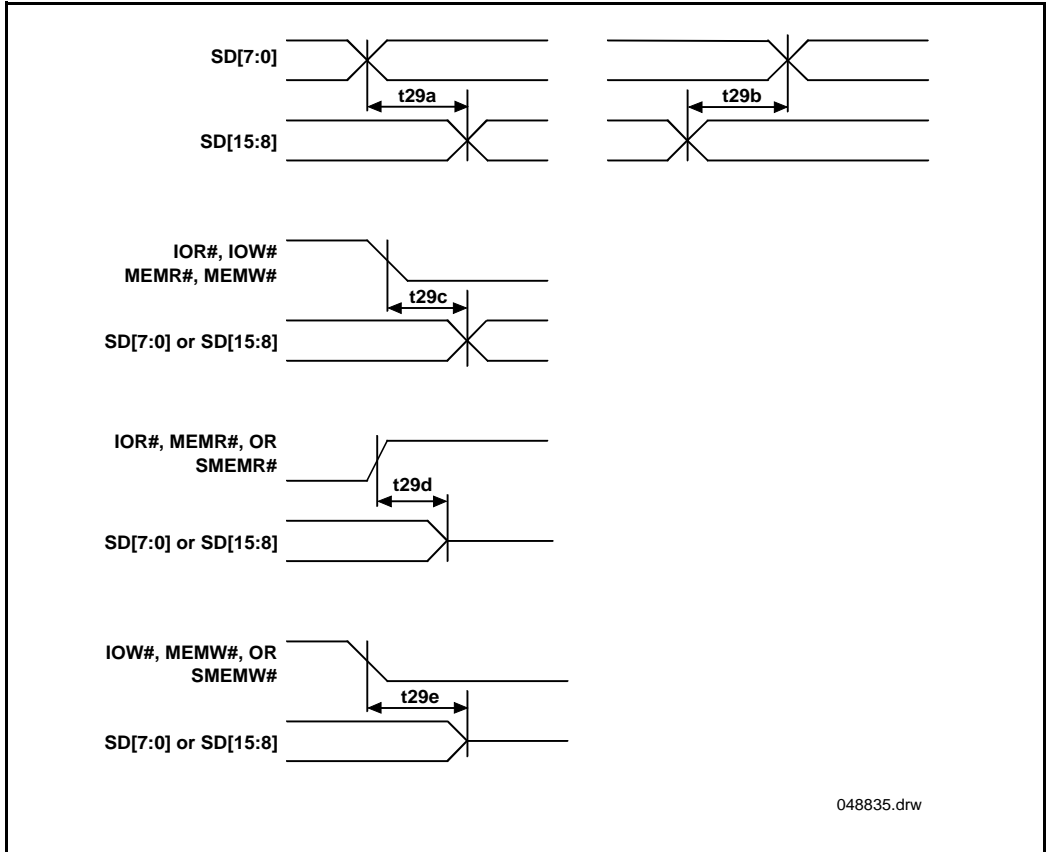 SD[7:0]
t29a
t29b
SD[15:8]
IOR#, IOW#
MEMR#, MEMW#
t29c
SD[7:0] or SD[15:8]
IOR#, MEMR#, OR
SMEMR#
t29d
SD[7:0] or SD[15:8]
IOW#, MEMW#, OR
SMEMW#
t29e
SD[7:0] or SD[15:8]
048835.drw